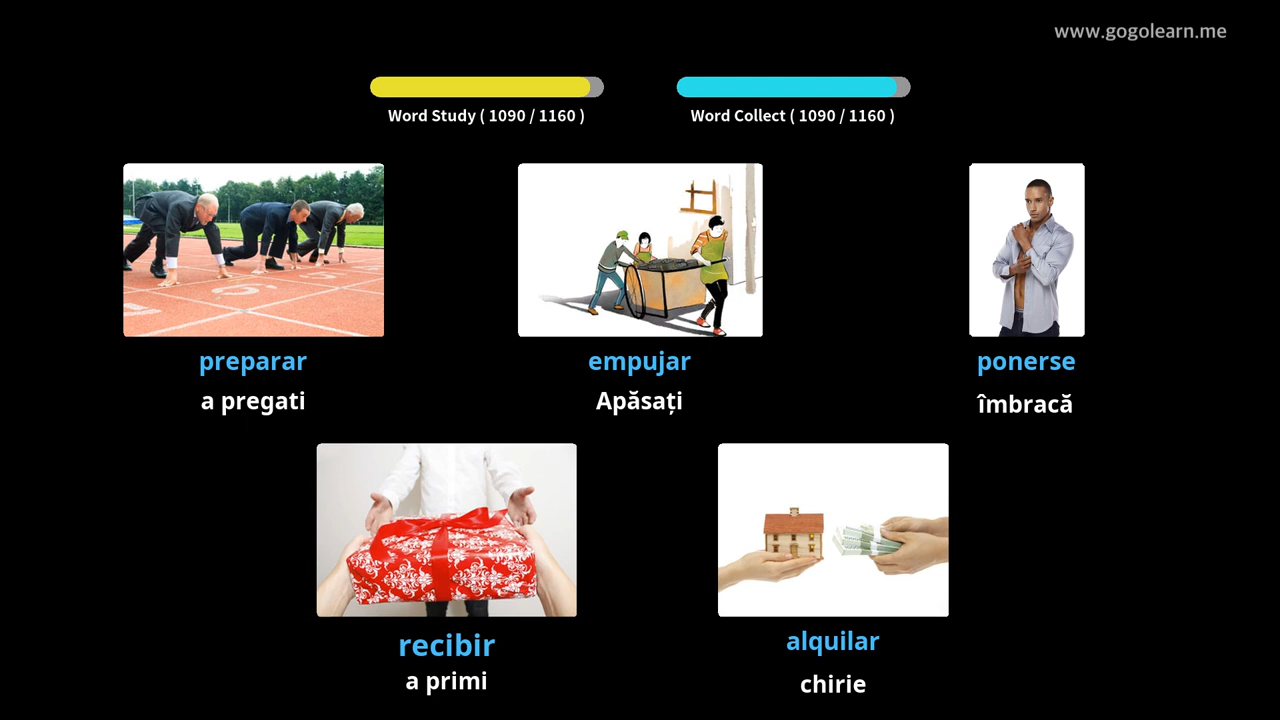 www.gogolearn.me
Word Study ( 1090 / 1160 )
Word Collect ( 1090 / 1160 )
preparar
a pregati
empujar
Apăsați
ponerse
îmbracă
recibir
a primi
alquilar
chirie